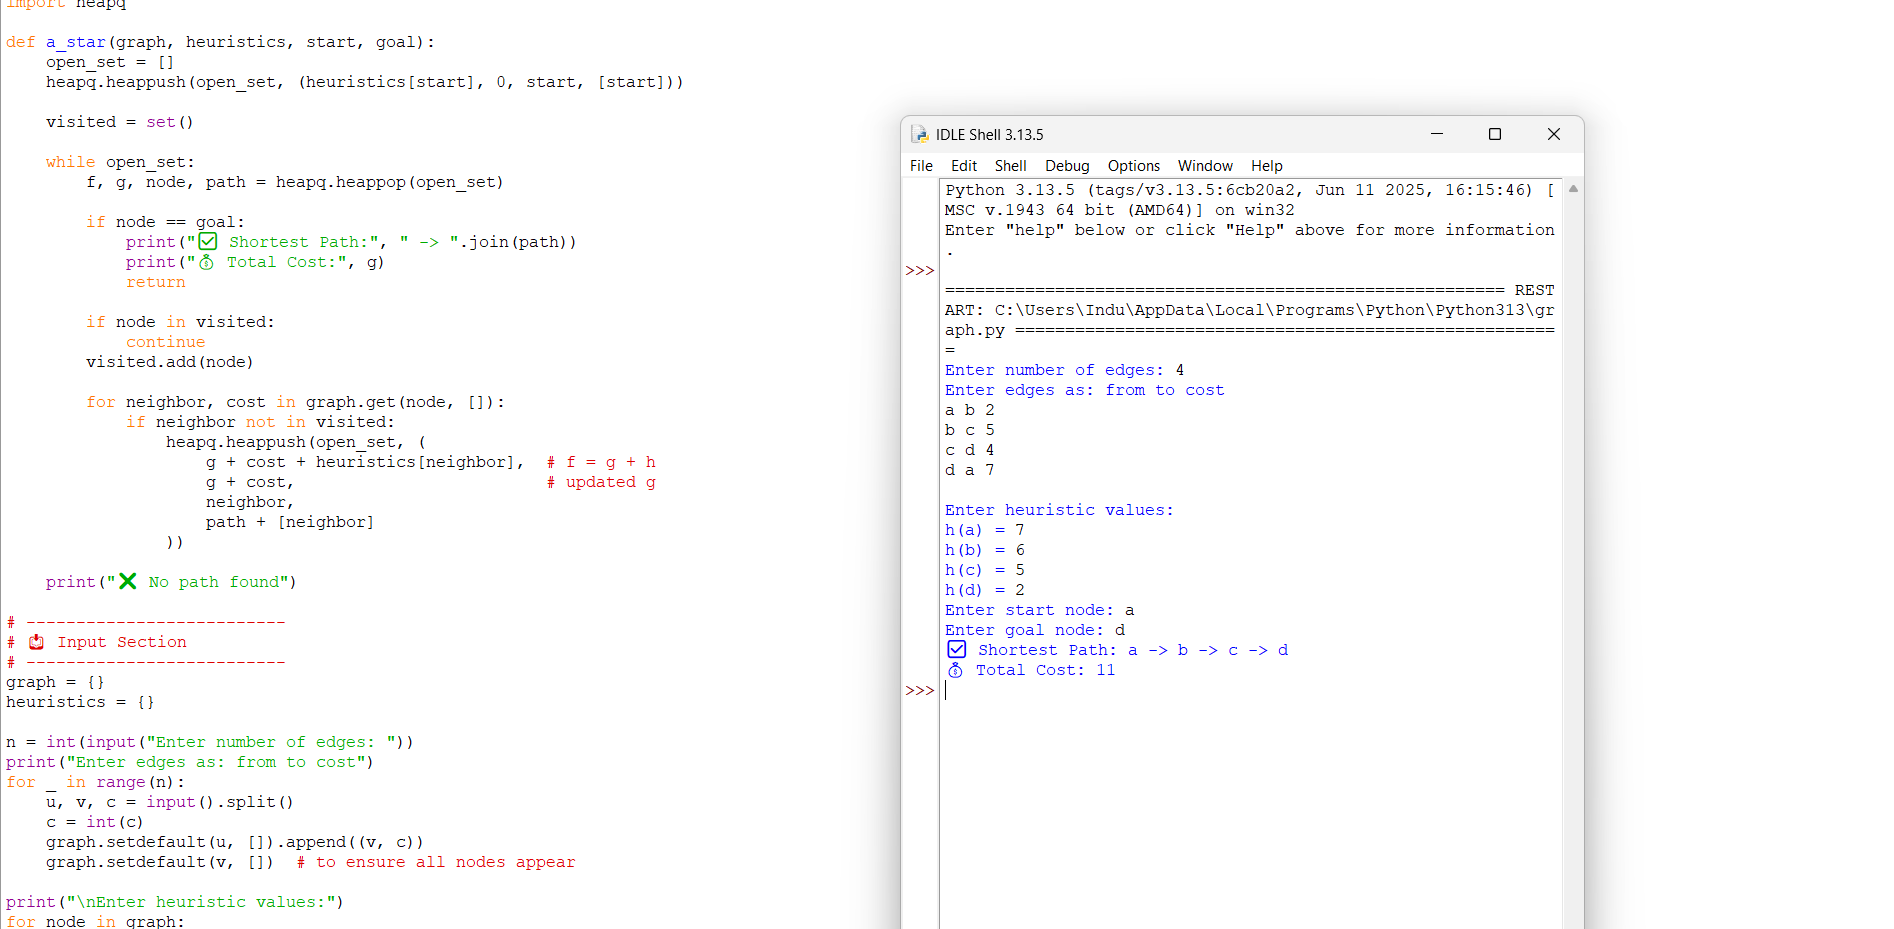 import heapq
def a_star(graph, heuristics, start, goal):
    open_set = []
    heapq.heappush(open_set, (heuristics[start], 0, start, [start]))
    visited = set()
    while open_set:
        f, g, node, path = heapq.heappop(open_set)
        if node == goal:
            print("✅ Shortest Path:", " -> ".join(path))
            print("💰 Total Cost:", g)
            return
        if node in visited:
            continue
        visited.add(node)
        for neighbor, cost in graph.get(node, []):
            if neighbor not in visited:
                heapq.heappush(open_set, (
                    g + cost + heuristics[neighbor],  # f = g + h
                    g + cost,                         # updated g
                    neighbor,
                    path + [neighbor]
                ))
    print("❌ No path found")
# --------------------------
# 📥 Input Section
# --------------------------
graph = {}
heuristics = {}
n = int(input("Enter number of edges: "))
print("Enter edges as: from to cost")
for _ in range(n):
    u, v, c = input().split()
    c = int(c)
    graph.setdefault(u, []).append((v, c))
    graph.setdefault(v, [])  # to ensure all nodes appear
print("\nEnter heuristic values:")
for node in graph:
IDLE Shell 3.13.5
File Edit Shell Debug Options Window Help
Python 3.13.5 (tags/v3.13.5:6cb20a2, Jun 11 2025, 16:15:46) [
MSC v.1943 64 bit (AMD64)] on win32
Enter "help" below or click "Help" above for more information
.
>>>
======================================================== REST
ART: C:\Users\Indu\AppData\Local\Programs\Python\Python313\gr
aph.py ======================================================
=
Enter number of edges: 4
Enter edges as: from to cost
a b 2
b c 5
c d 4
d a 7
Enter heuristic values:
h(a) = 7
h(b) = 6
h(c) = 5
h(d) = 2
Enter start node: a
Enter goal node: d
✅ Shortest Path: a -> b -> c -> d
💰 Total Cost: 11
>>>